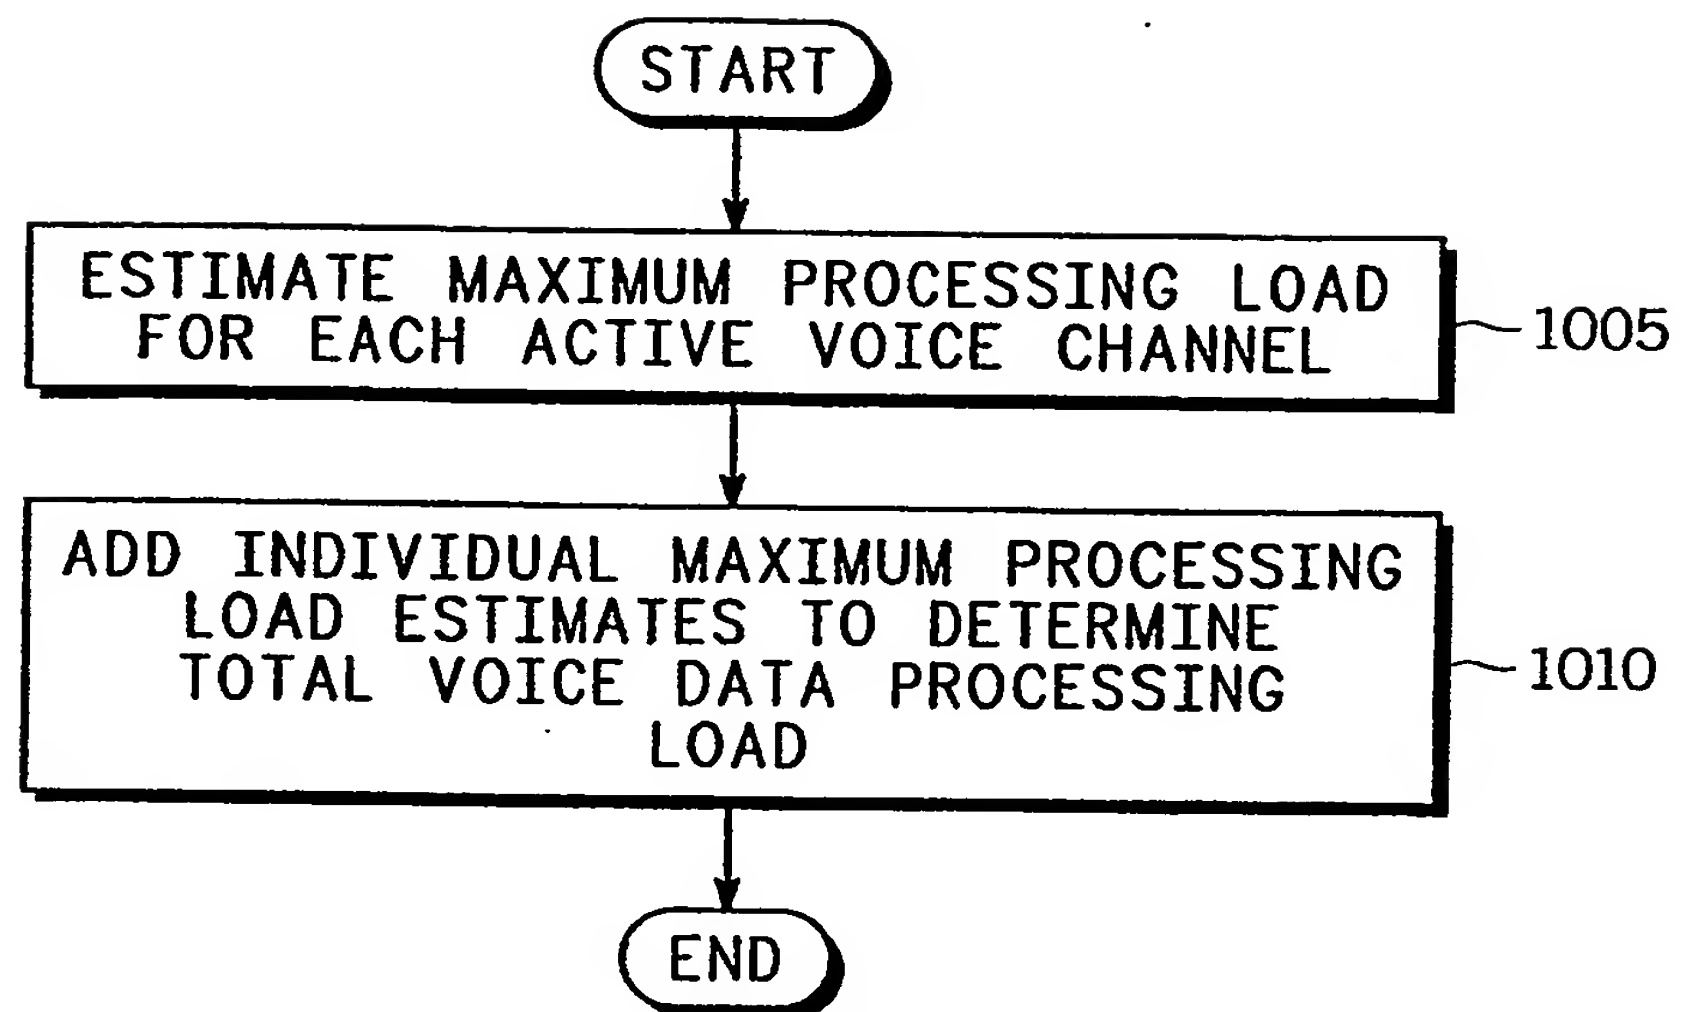 START
ESTIMATE MAXIMUM PROCESSING LOAD
FOR EACH ACTIVE VOICE CHANNEL
1005
ADD INDIVIDUAL MAXIMUM PROCESSING
LOAD ESTIMATES TO DETERMINE
TOTAL VOICE DATA PROCESSING
LOAD
1010
END